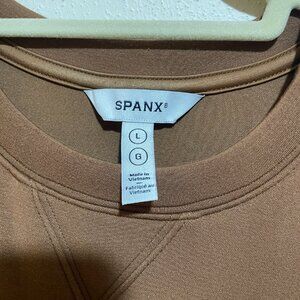 SPANX®
L
G
Made in
Vietnam
Fabriqué au
Vietnam